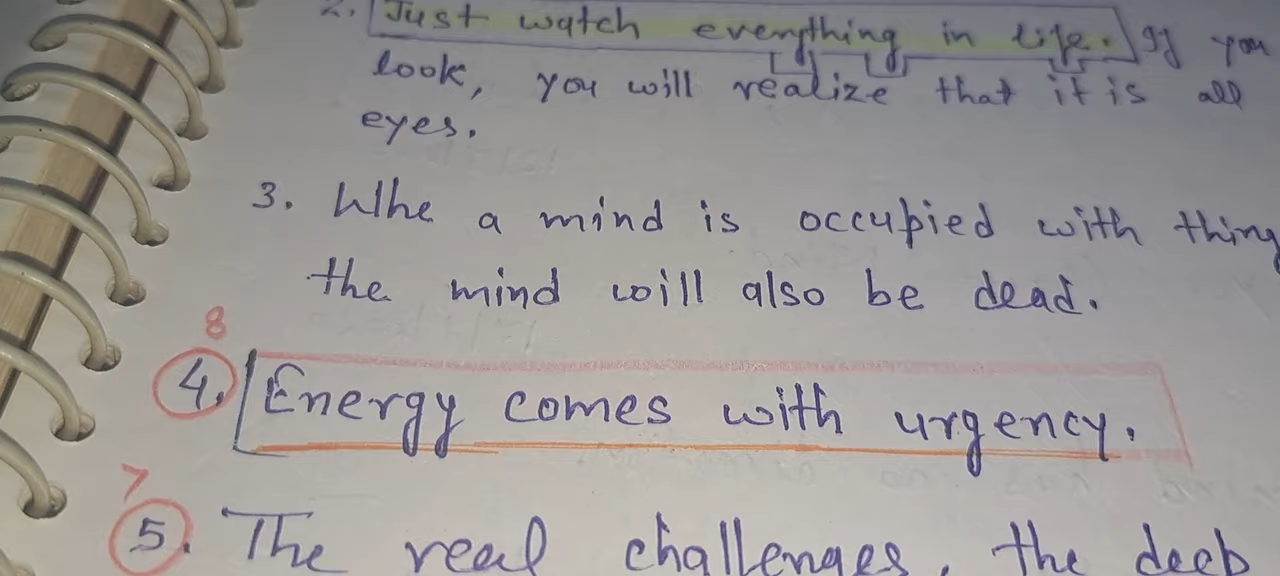 2. Just watch everything in life. If you
look, you will realize that it is all
eyes.
3. Whe a mind is occupied with thing
the mind will also be dead.
8
4. Energy comes with urgency.
7
5. The real challenges, the deep